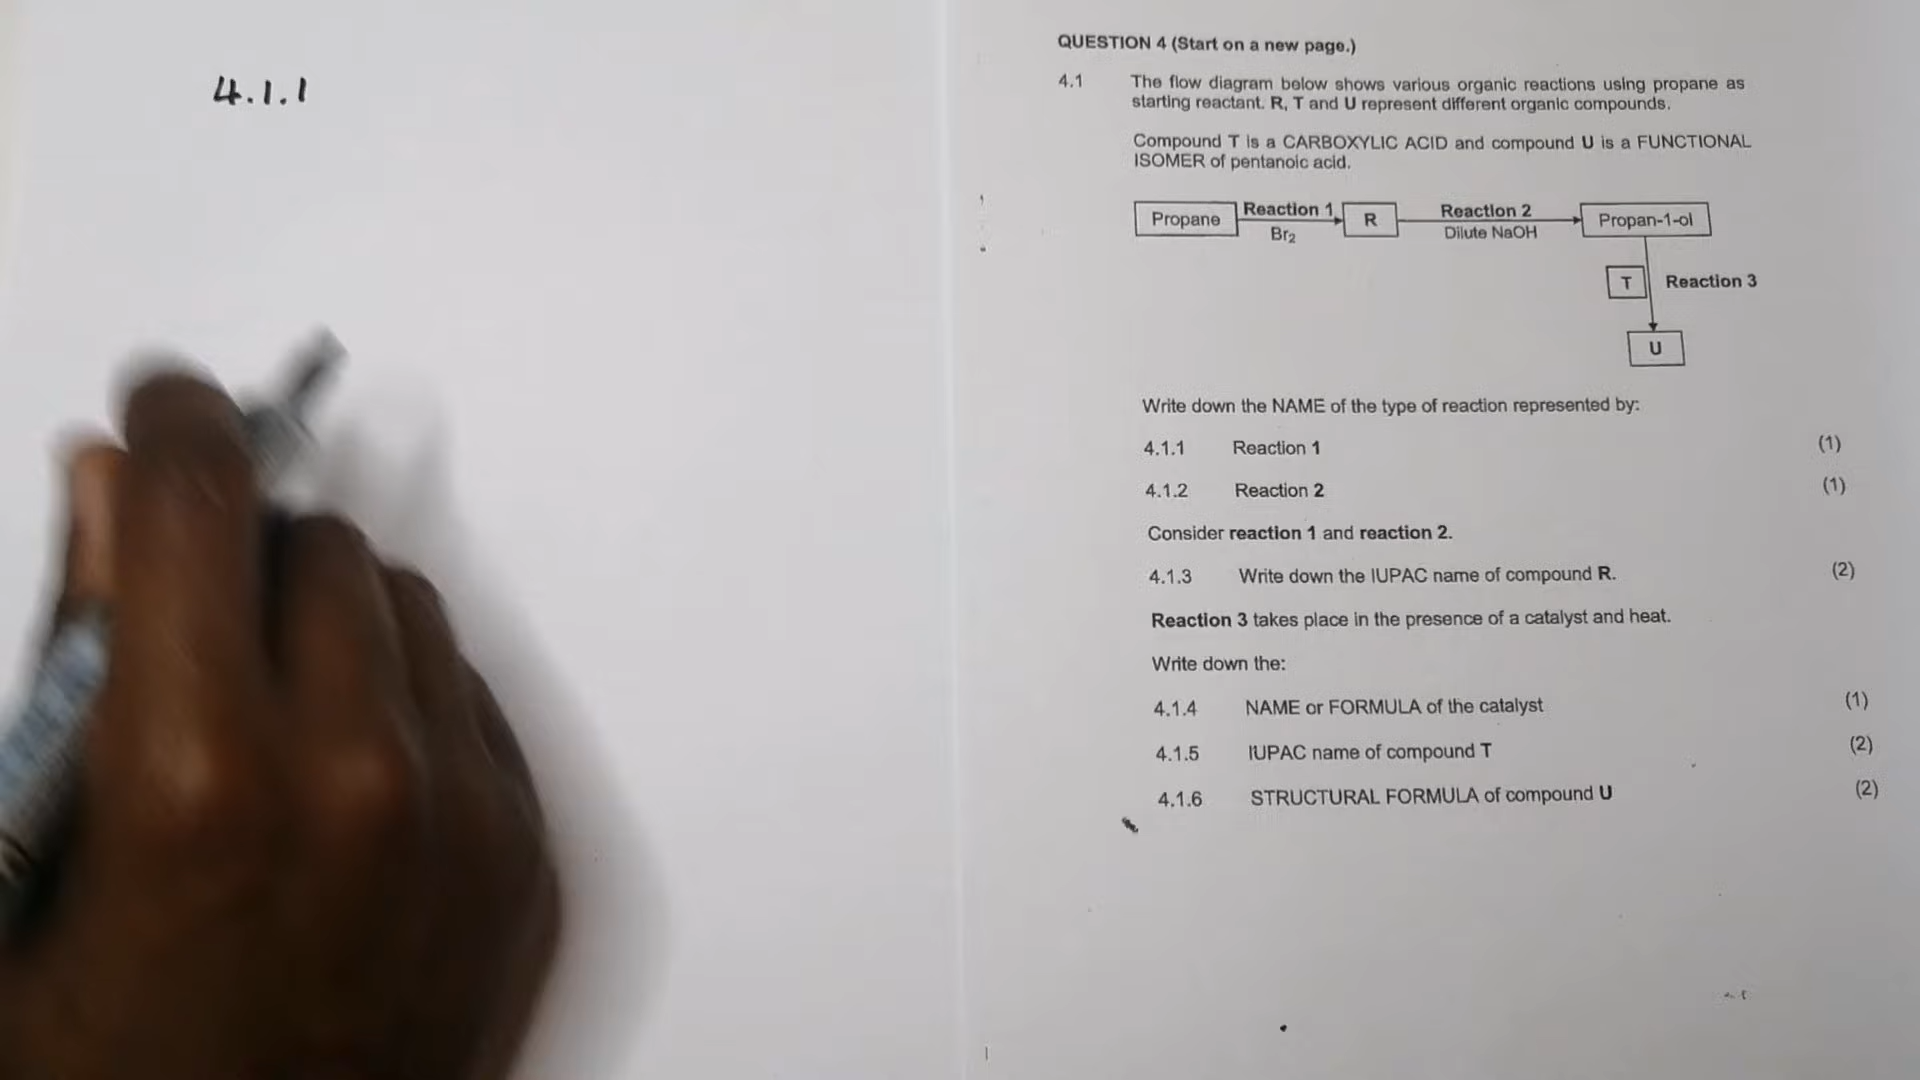 4.1.1
QUESTION 4 (Start on a new page.)
4.1 The flow diagram below shows various organic reactions using propane as
starting reactant. R, T and U represent different organic compounds.
Compound T is a CARBOXYLIC ACID and compound U is a FUNCTIONAL
ISOMER of pentanoic acid.
Propane
Reaction 1
Br₂
R
Reaction 2
Dilute NaOH
Propan-1-ol
T
Reaction 3
U
Write down the NAME of the type of reaction represented by:
4.1.1 Reaction 1 (1)
4.1.2 Reaction 2 (1)
Consider reaction 1 and reaction 2.
4.1.3 Write down the IUPAC name of compound R. (2)
Reaction 3 takes place in the presence of a catalyst and heat.
Write down the:
4.1.4 NAME or FORMULA of the catalyst (1)
4.1.5 IUPAC name of compound T (2)
4.1.6 STRUCTURAL FORMULA of compound U (2)